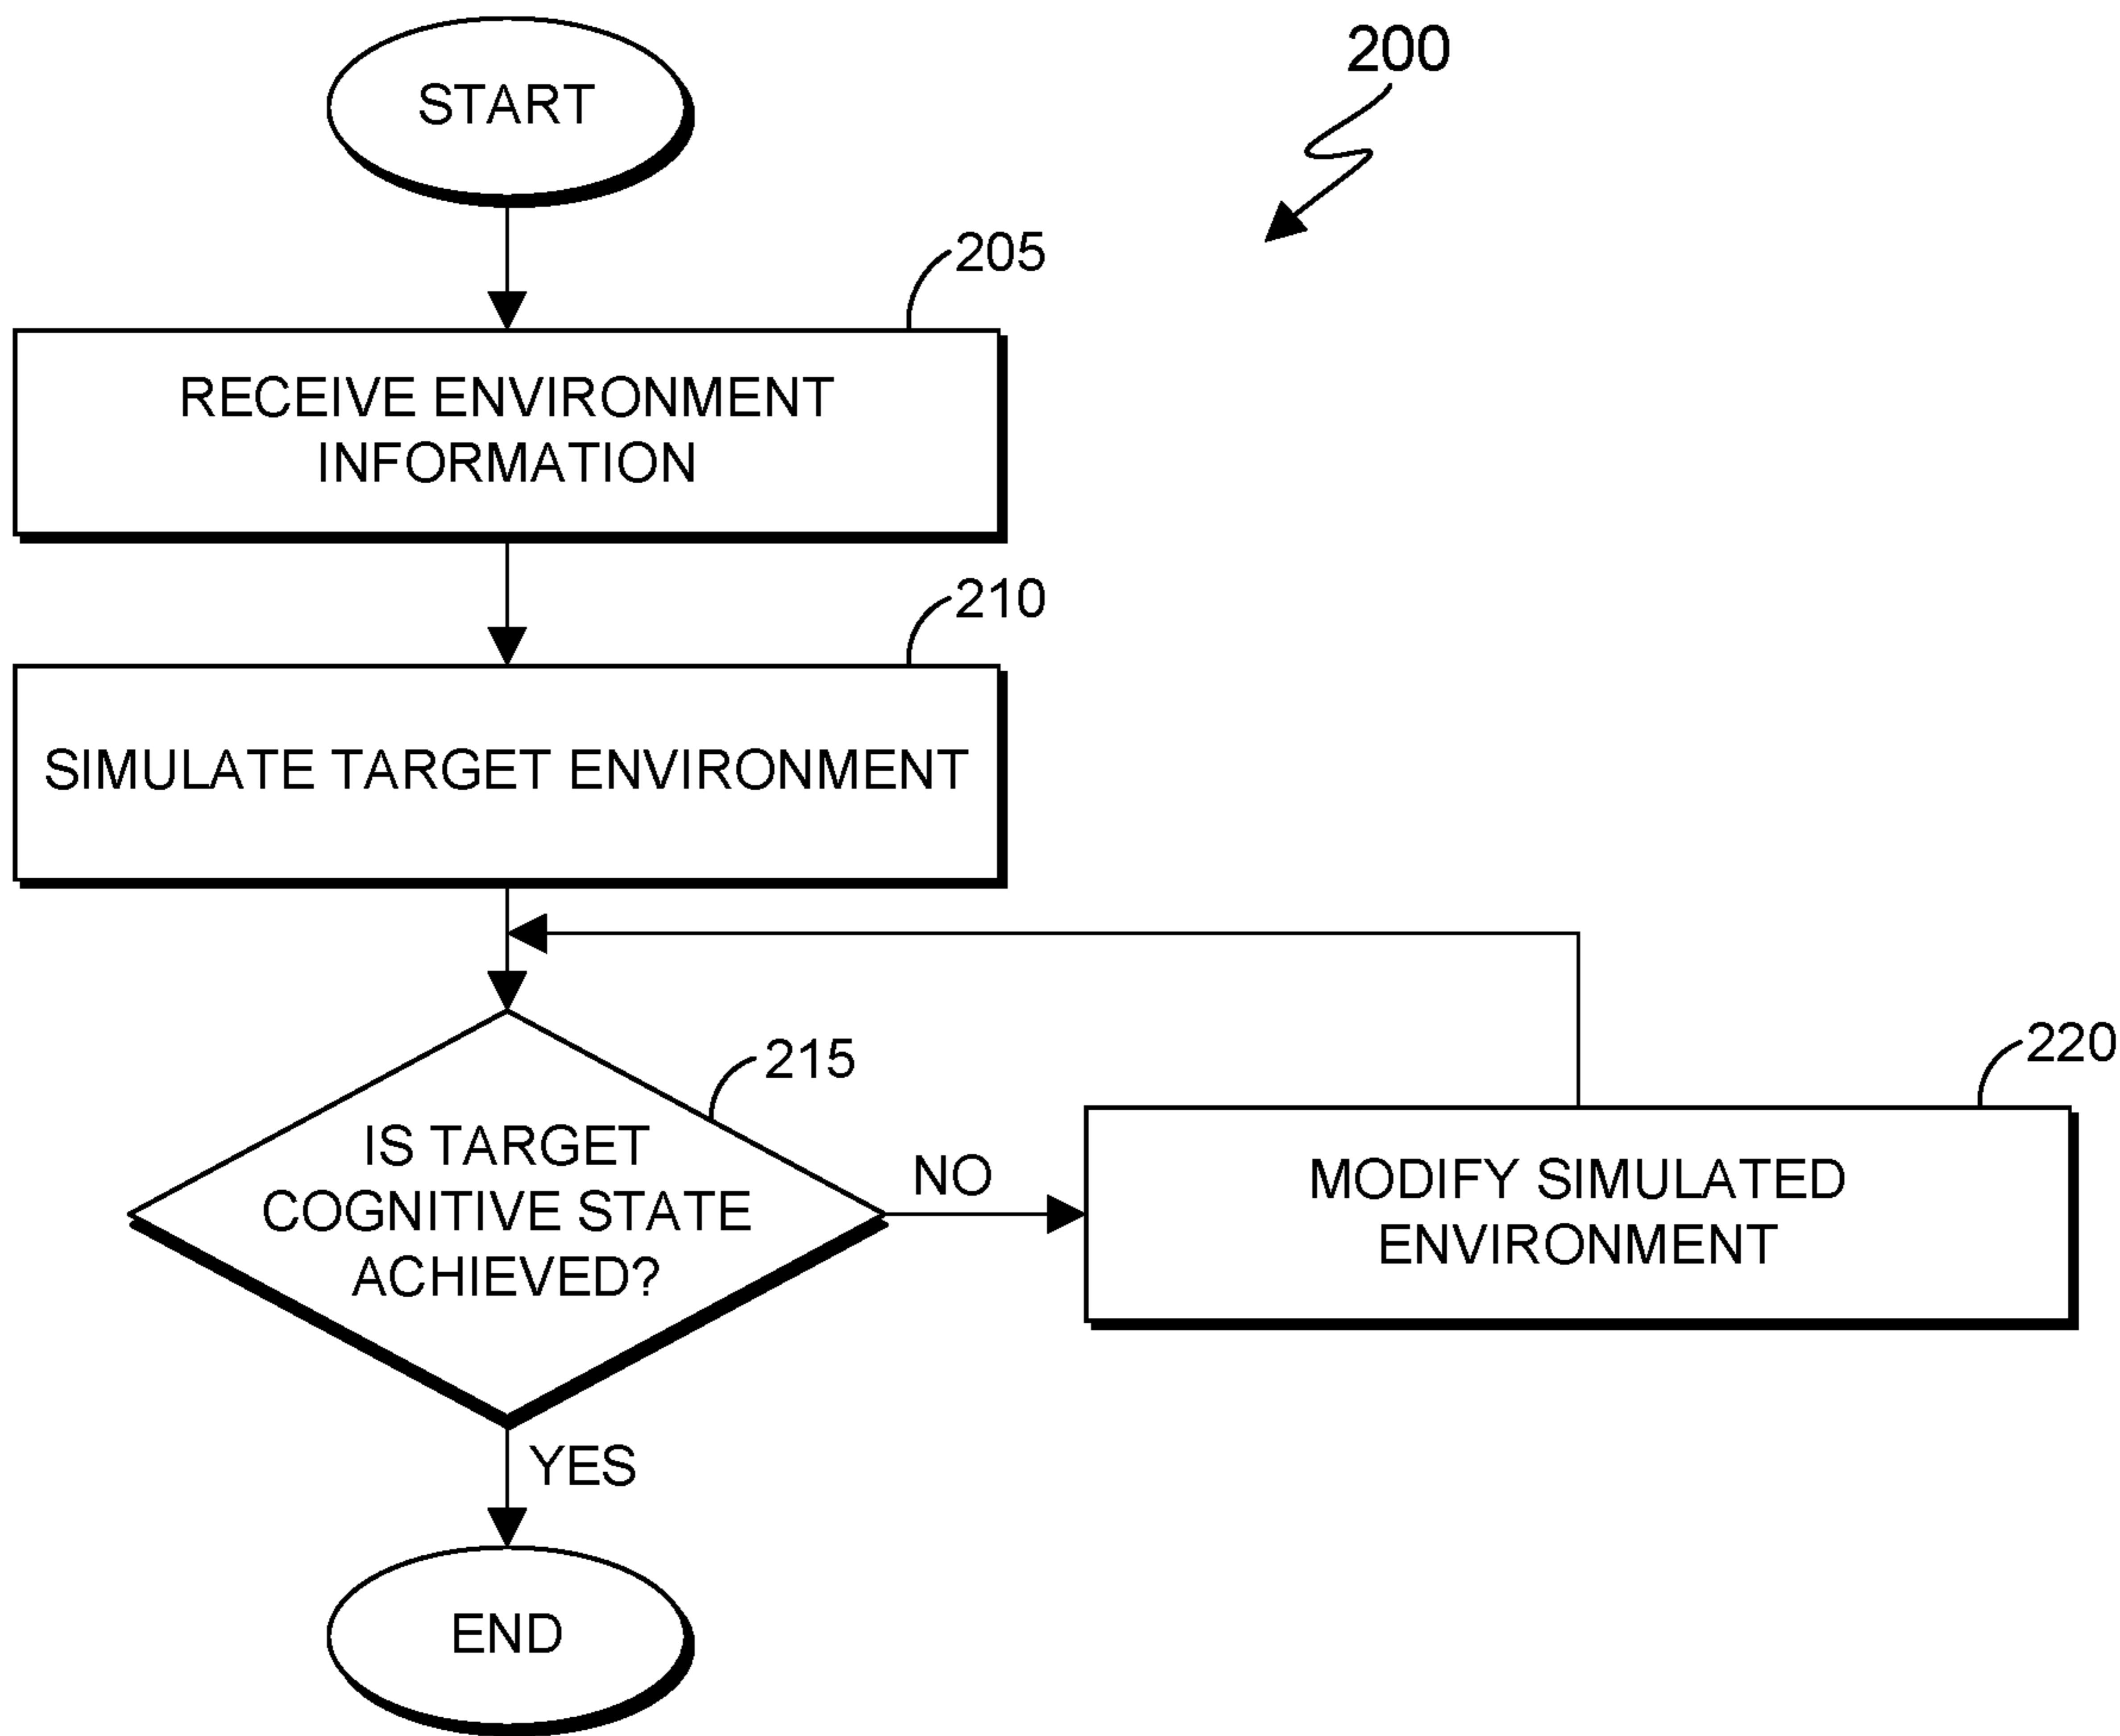 START
200
205
RECEIVE ENVIRONMENT
INFORMATION
210
SIMULATE TARGET ENVIRONMENT
215
IS TARGET
COGNITIVE STATE
ACHIEVED?
NO
220
MODIFY SIMULATED
ENVIRONMENT
YES
END